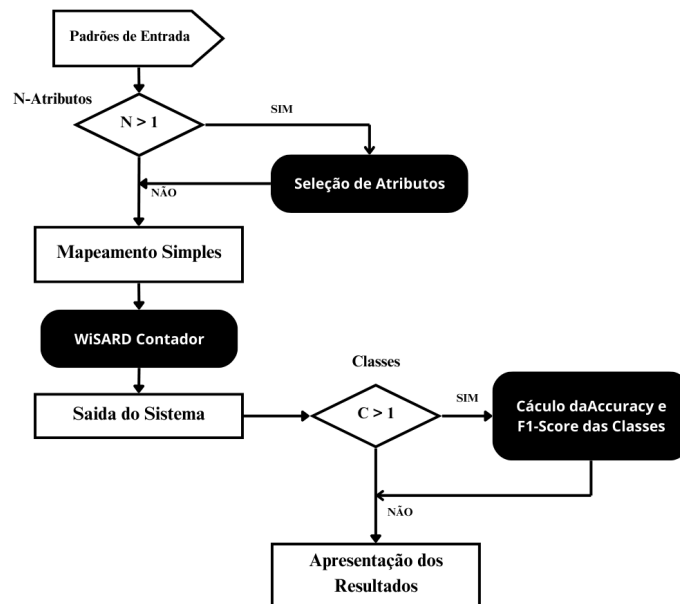 Padrões de Entrada
N-Atributos
N > 1
SIM
Seleção de Atributos
NÃO
Mapeamento Simples
WiSARD Contador
Classes
Saida do Sistema
C > 1
SIM
Cáculo daAccuracy e
F1-Score das Classes
NÃO
Apresentação dos
Resultados